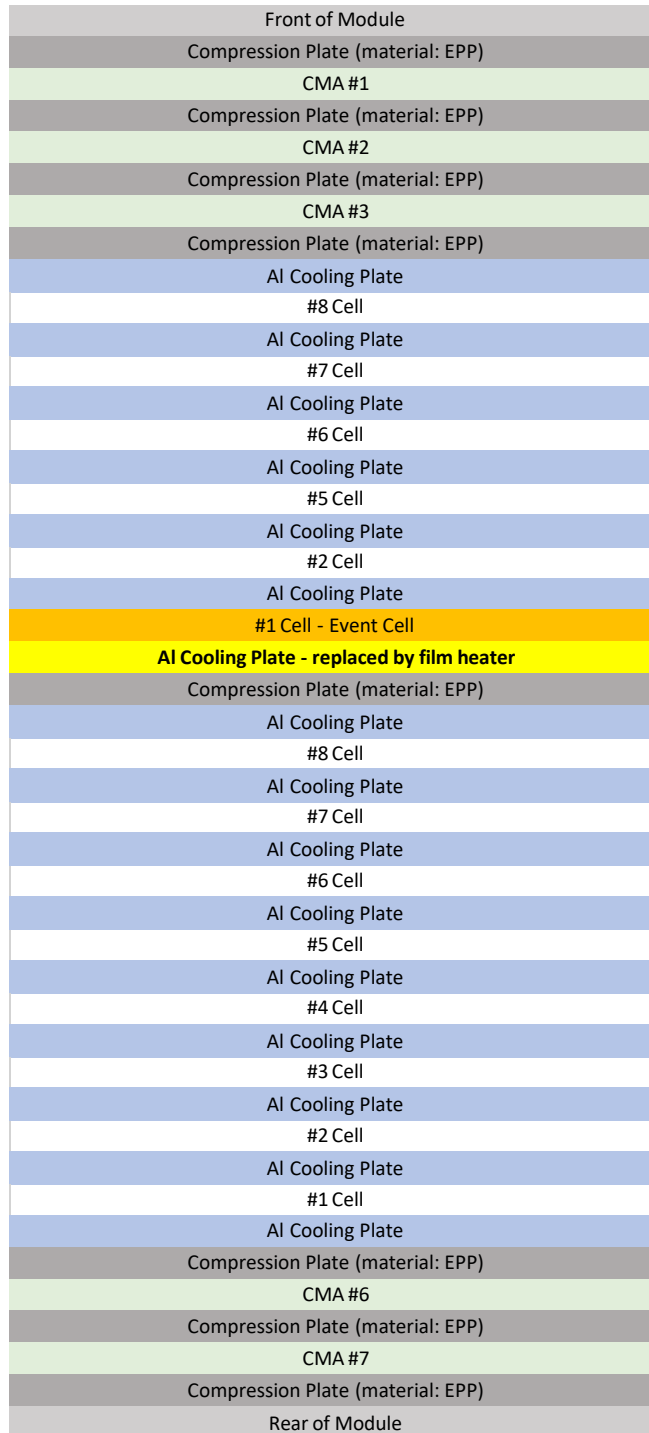 Front of Module
Compression Plate (material: EPP)
CMA #1
Compression Plate (material: EPP)
CMA #2
Compression Plate (material: EPP)
CMA #3
Compression Plate (material: EPP)
Al Cooling Plate
#8 Cell
Al Cooling Plate
#7 Cell
Al Cooling Plate
#6 Cell
Al Cooling Plate
#5 Cell
Al Cooling Plate
#2 Cell
Al Cooling Plate
#1 Cell - Event Cell
Al Cooling Plate - replaced by film heater
Compression Plate (material: EPP)
Al Cooling Plate
#8 Cell
Al Cooling Plate
#7 Cell
Al Cooling Plate
#6 Cell
Al Cooling Plate
#5 Cell
Al Cooling Plate
#4 Cell
Al Cooling Plate
#3 Cell
Al Cooling Plate
#2 Cell
Al Cooling Plate
#1 Cell
Al Cooling Plate
Compression Plate (material: EPP)
CMA #6
Compression Plate (material: EPP)
CMA #7
Compression Plate (material: EPP)
Rear of Module